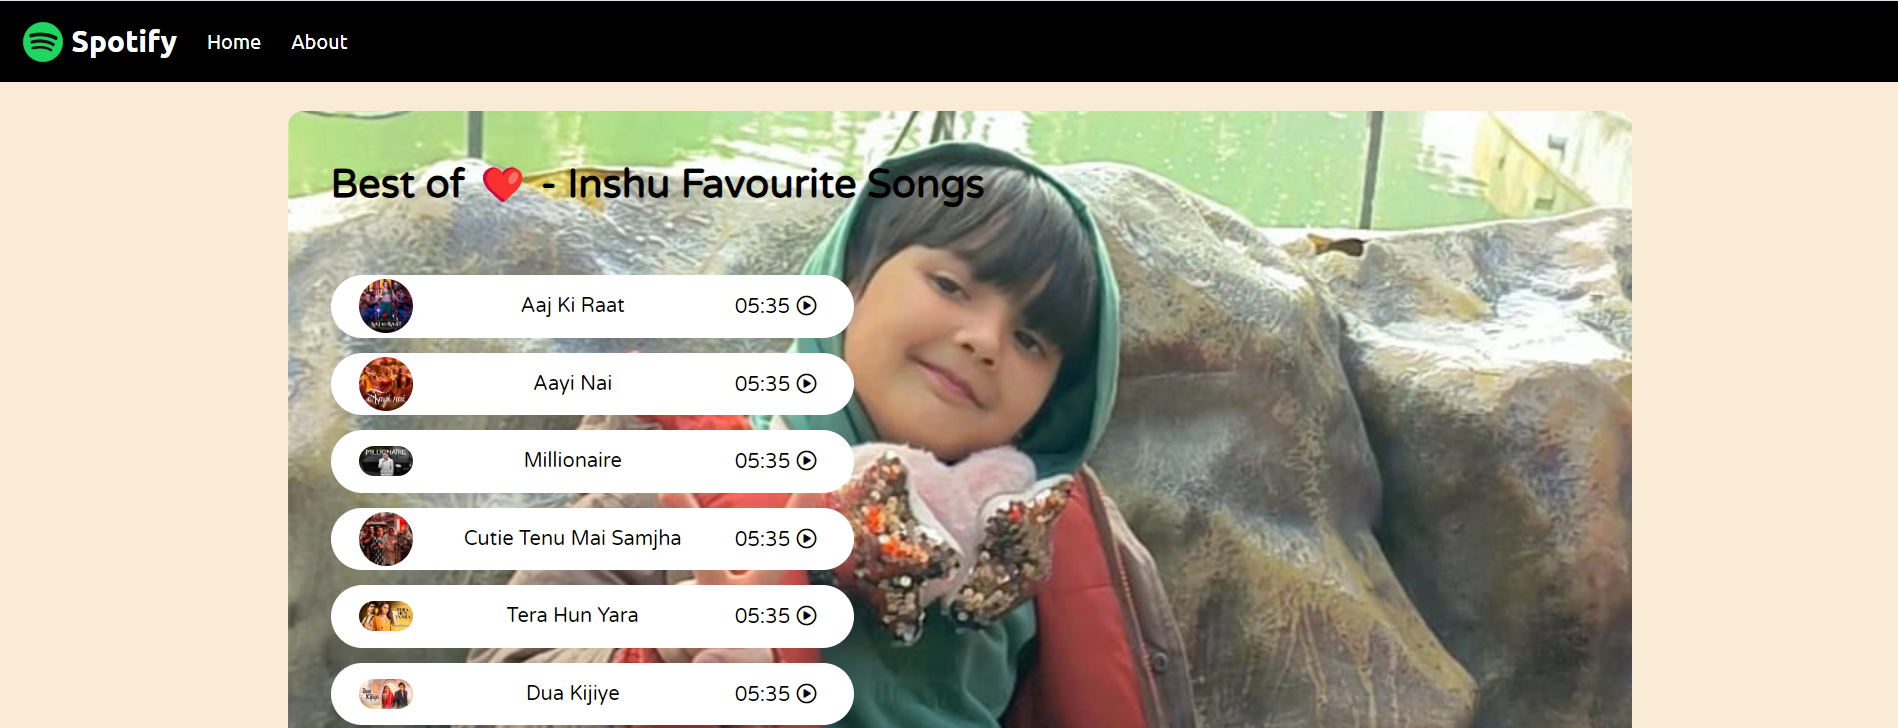 Spotify Home About
Best of ❤️ - Inshu Favourite Songs
Aaj Ki Raat 05:35
Aayi Nai 05:35
MILLIONAIRE
Millionaire 05:35
Cutie Tenu Mai Samjha 05:35
Tera Hun Yara 05:35
Dua Kijiye 05:35